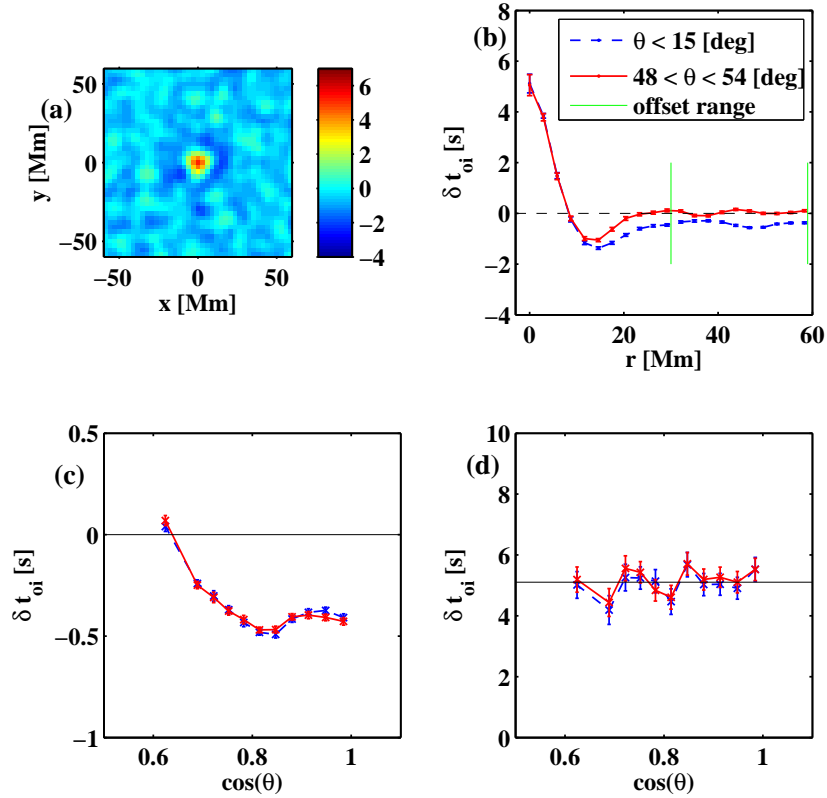 (a)
50
0
−50
y [Mm]
−50
0
50
x [Mm]
6
4
2
0
−2
−4
(b)
8
6
4
2
0
−2
−4
δ t_oi [s]
0
20
40
60
r [Mm]
θ < 15 [deg]
48 < θ < 54 [deg]
offset range
(c)
0.5
0
−0.5
−1
δ t_oi [s]
0.6
0.8
1
cos(θ)
(d)
10
8
6
4
2
0
δ t_oi [s]
0.6
0.8
1
cos(θ)